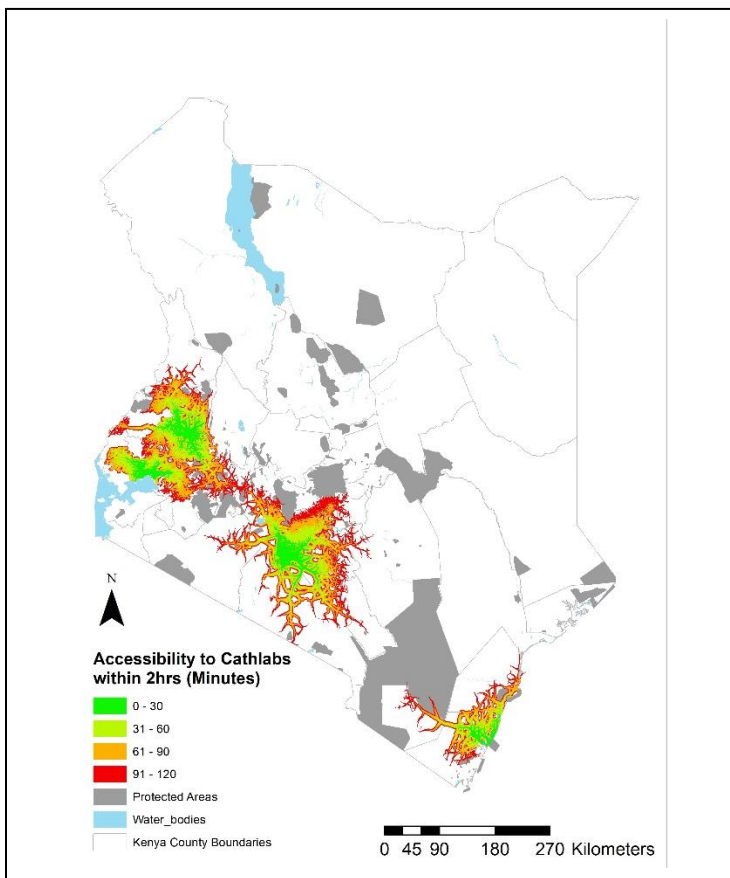 N
Accessibility to Cathlabs
within 2hrs (Minutes)
0 - 30
31 - 60
61 - 90
91 - 120
Protected Areas
Water_bodies
Kenya County Boundaries
0 45 90 180 270 Kilometers